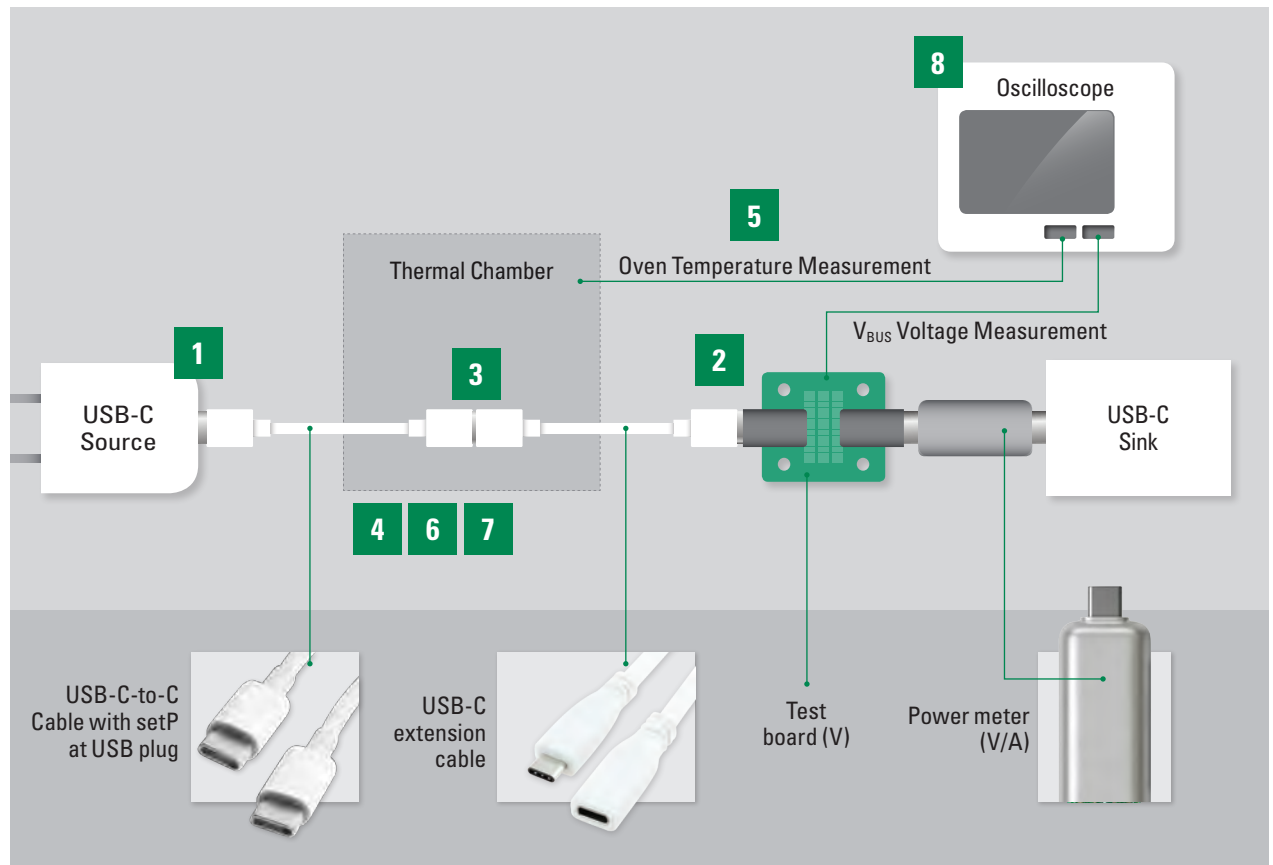 8
Oscilloscope
5
Thermal Chamber
Oven Temperature Measurement
VBUS Voltage Measurement
1
3
2
USB-C
Source
USB-C
Sink
4 6 7
USB-C-to-C
Cable with setP
at USB plug
USB-C
extension
cable
Test
board (V)
Power meter
(V/A)